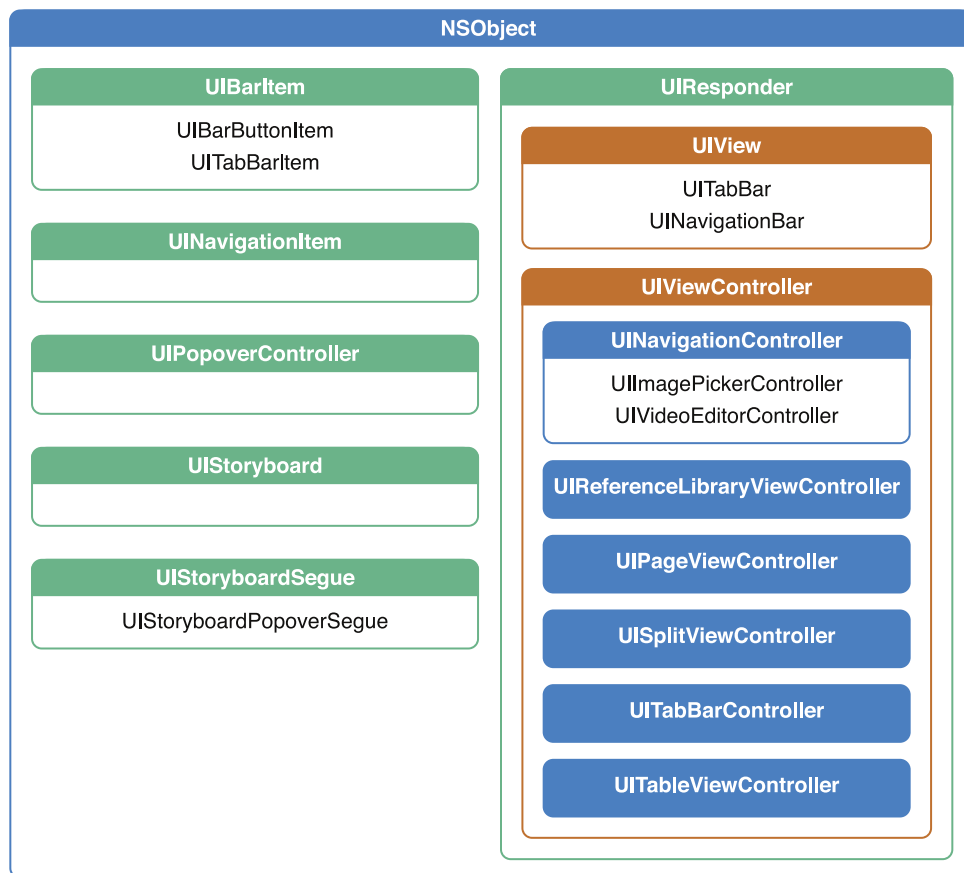 NSObject
UIBarItem
UIBarButtonItem
UITabBarItem
UINavigationItem
UIPopoverController
UIStoryboard
UIStoryboardSegue
UIStoryboardPopoverSegue
UIResponder
UIView
UITabBar
UINavigationBar
UIViewController
UINavigationController
UIImagePickerController
UIVideoEditorController
UIReferenceLibraryViewController
UIPageViewController
UISplitViewController
UITabBarController
UITableViewController